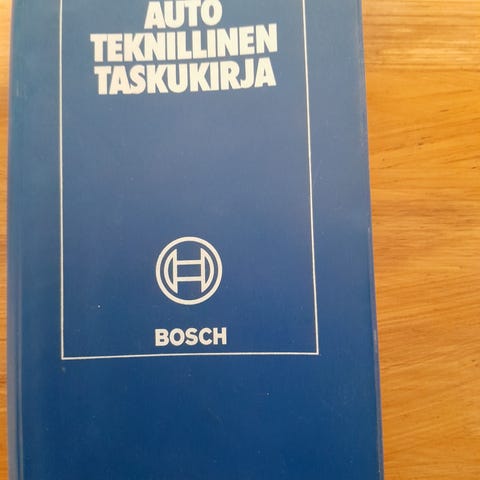 AUTO
TEKNILLINEN
TASKUKIRJA
BOSCH